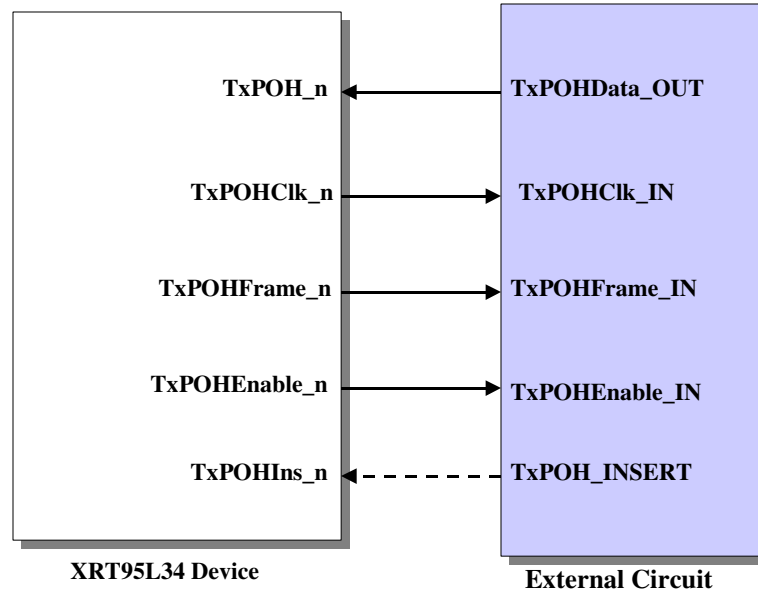 TxPOH_n
TxPOHData_OUT
TxPOHClk_n
TxPOHClk_IN
TxPOHFrame_n
TxPOHFrame_IN
TxPOHEnable_n
TxPOHEnable_IN
TxPOHIns_n
TxPOH_INSERT
XRT95L34 Device
External Circuit